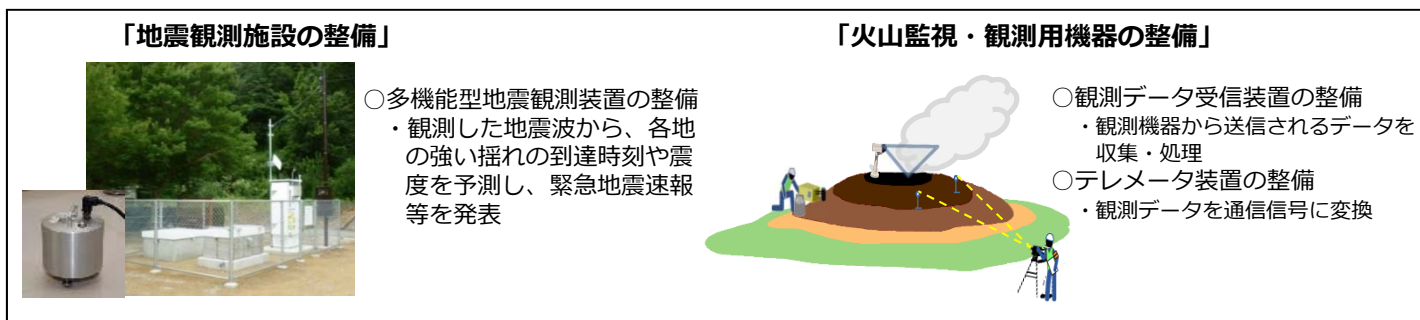 「地震観測施設の整備」
○多機能型地震観測装置の整備
・観測した地震波から、各地
の強い揺れの到達時刻や震
度を予測し、緊急地震速報
等を発表
「火山監視・観測用機器の整備」
○観測データ受信装置の整備
・観測機器から送信されるデータを
収集・処理
○テレメータ装置の整備
・観測データを通信信号に変換